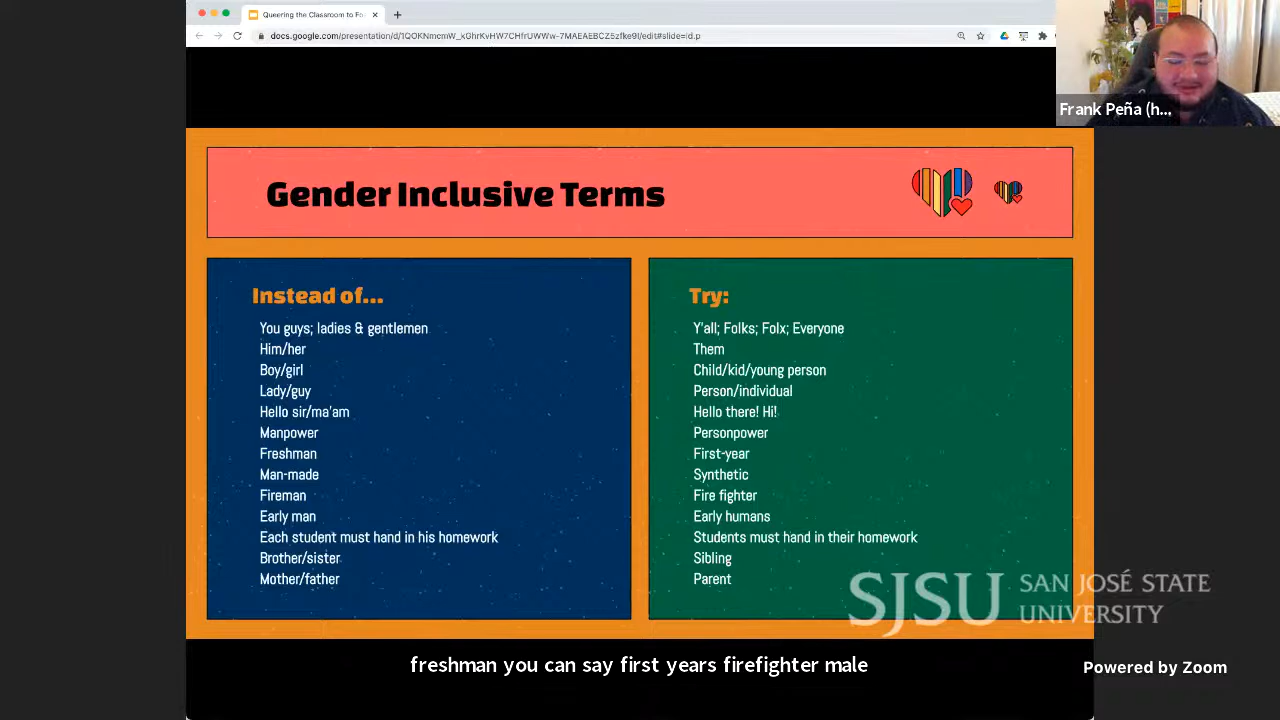 Queering the Classroom to Fo
docs.google.com/presentation/d/1QOKNmcmW_kGhrKvHW7CHfrUWWw-7MAEAEBCZ5zfke9I/edit#slide=id.p
Frank Peña (h...
Gender Inclusive Terms
Instead of...
You guys; ladies & gentlemen
Him/her
Boy/girl
Lady/guy
Hello sir/ma'am
Manpower
Freshman
Man-made
Fireman
Early man
Each student must hand in his homework
Brother/sister
Mother/father
Try:
Y'all; Folks; Folx; Everyone
Them
Child/kid/young person
Person/individual
Hello there! Hi!
Personpower
First-year
Synthetic
Fire fighter
Early humans
Students must hand in their homework
Sibling
Parent
SJSU SAN JOSÉ STATE
UNIVERSITY
freshman you can say first years firefighter male
Powered by Zoom